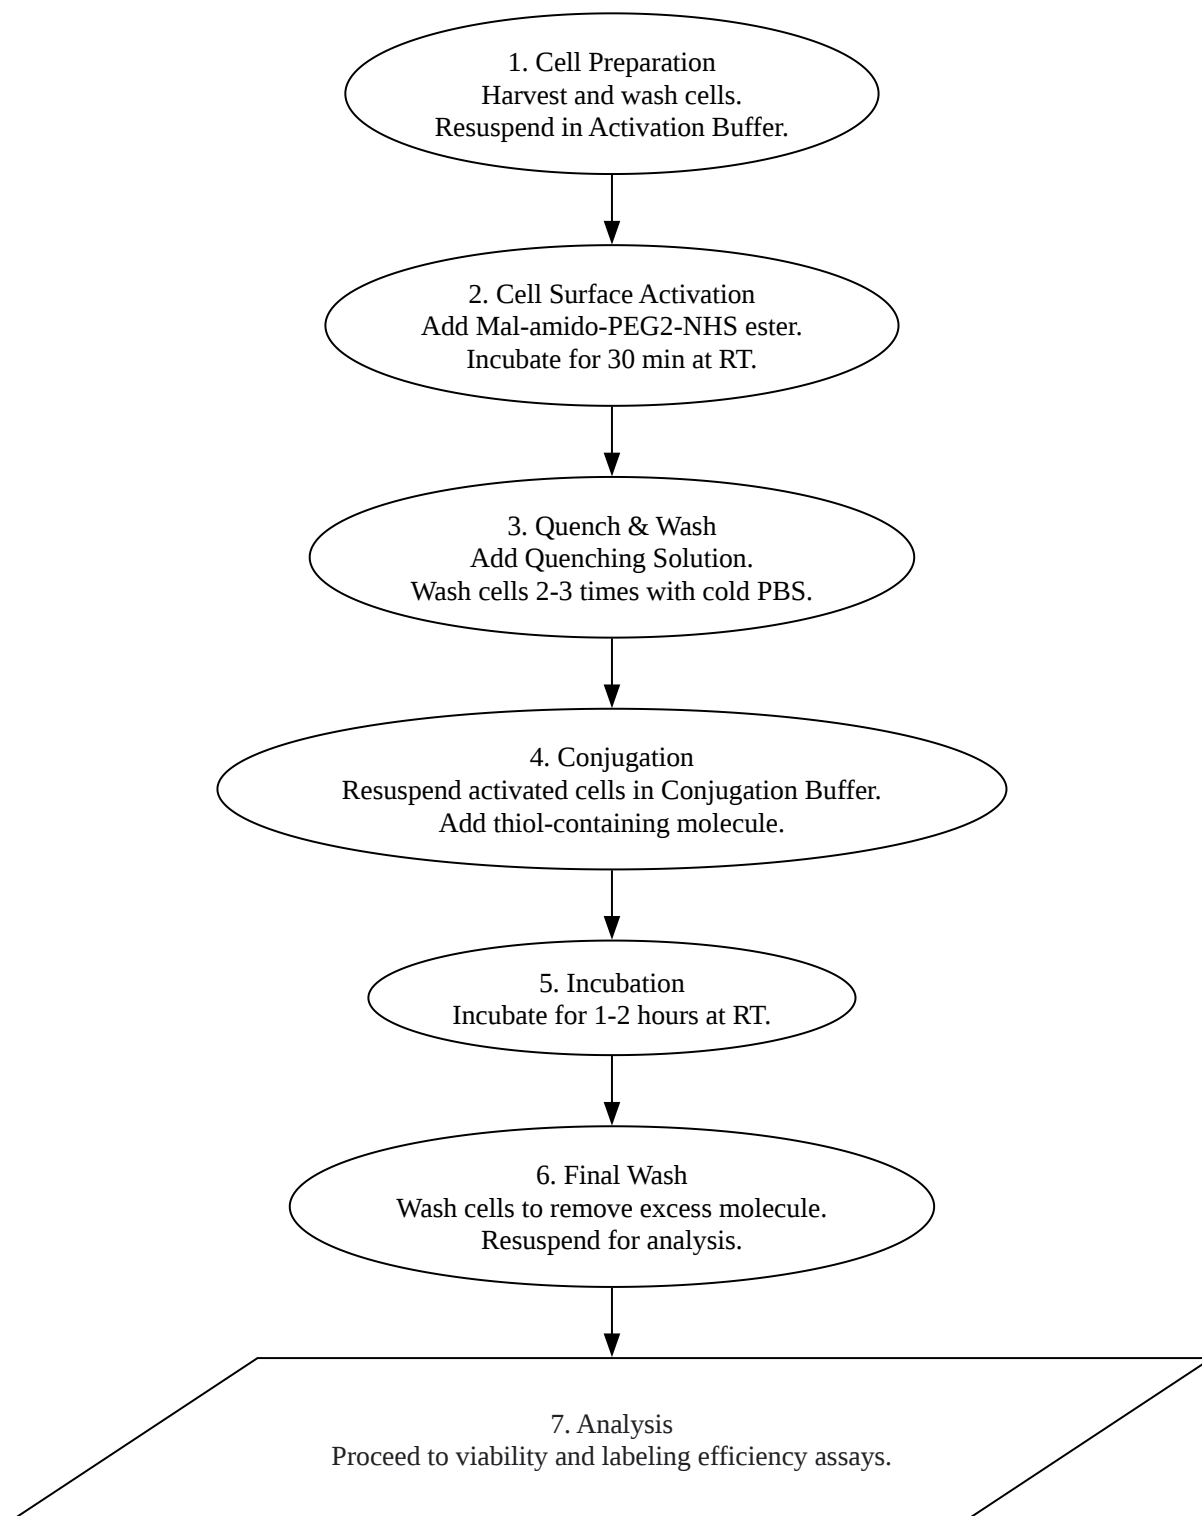 1. Cell Preparation
Harvest and wash cells.
Resuspend in Activation Buffer.
2. Cell Surface Activation
Add Mal-amido-PEG2-NHS ester.
Incubate for 30 min at RT.
3. Quench & Wash
Add Quenching Solution.
Wash cells 2-3 times with cold PBS.
4. Conjugation
Resuspend activated cells in Conjugation Buffer.
Add thiol-containing molecule.
5. Incubation
Incubate for 1-2 hours at RT.
6. Final Wash
Wash cells to remove excess molecule.
Resuspend for analysis.
7. Analysis
Proceed to viability and labeling efficiency assays.